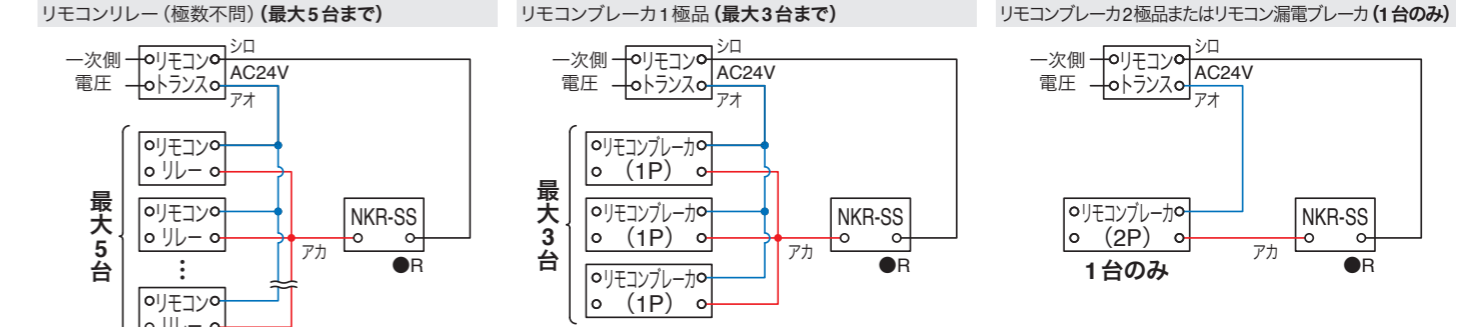 リモコンリレー（極数不問）（最大5台まで）
シロ
一次側
リモコン
電圧
トランス
AC24V
アオ
リモコン
リレー
リモコン
リレー
最大5台
⋮
リモコン
リレー
アカ
NKR-SS
●R
リモコンブレーカ1極品（最大3台まで）
シロ
一次側
リモコン
電圧
トランス
AC24V
アオ
リモコンブレーカ
（1P）
リモコンブレーカ
（1P）
最大3台
リモコンブレーカ
（1P）
アカ
NKR-SS
●R
リモコンブレーカ2極品またはリモコン漏電ブレーカ（1台のみ）
シロ
一次側
リモコン
電圧
トランス
AC24V
アオ
リモコンブレーカ
（2P）
1台のみ
アカ
NKR-SS
●R